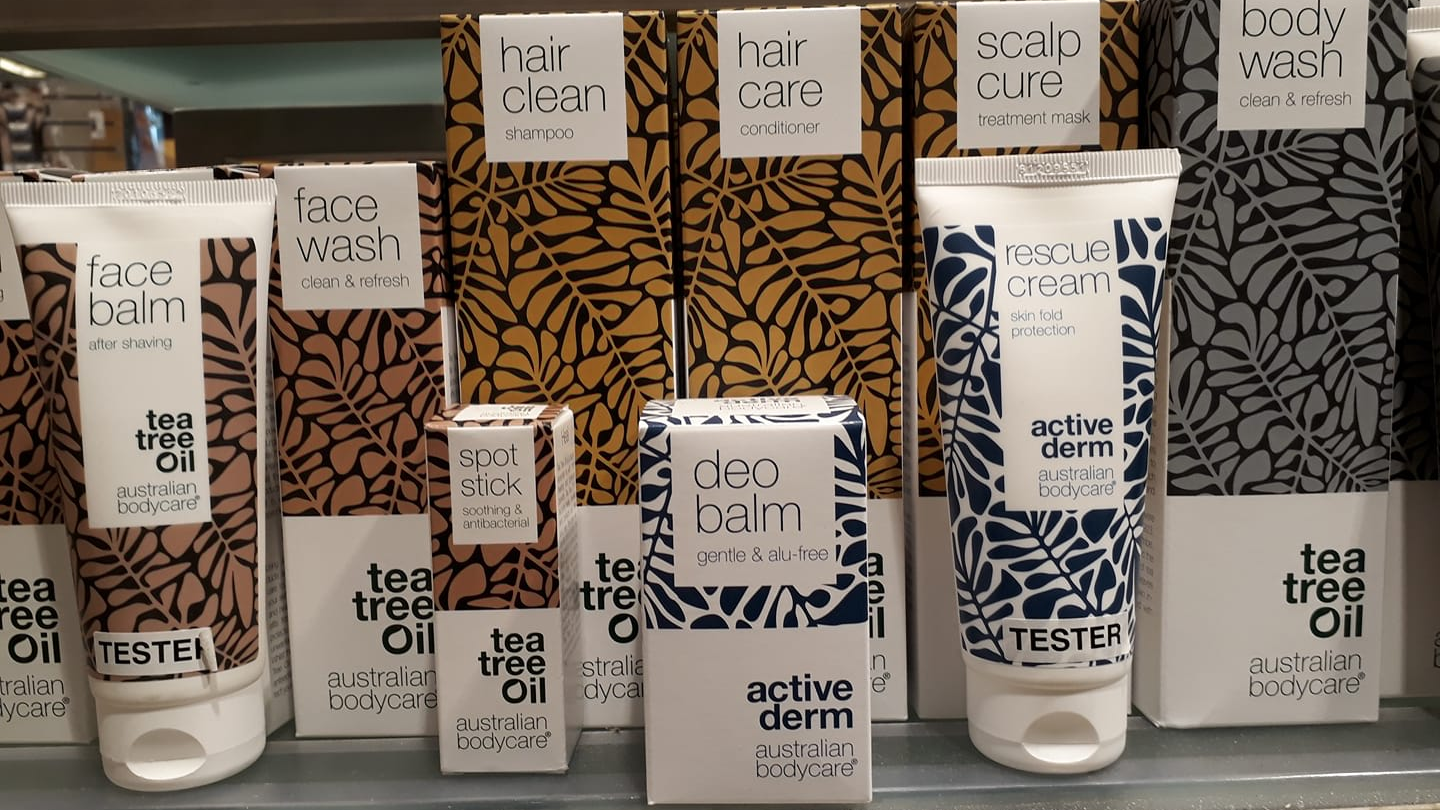 face
balm
after shaving
tea
tree
Oil
australian
bodycare®
TESTER
face
wash
clean & refresh
tea
tree
Oil
australian
bodycare
hair
clean
shampoo
spot
stick
soothing &
antibacterial
tea
tree
Oil
australian
bodycare®
hair
care
conditioner
deo
balm
gentle & alu-free
active
derm
australian
bodycare®
scalp
cure
treatment mask
rescue
cream
skin fold
protection
active
derm
australian
bodycare®
TESTER
body
wash
clean & refresh
tea
tree
Oil
australian
bodycare®